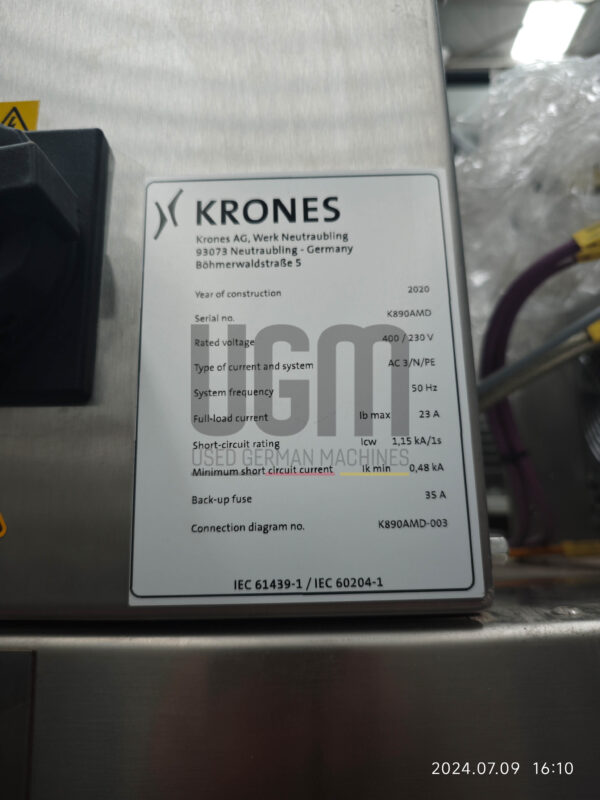 KRONES
Krones AG, Werk Neutraubling
93073 Neutraubling - Germany
Böhmerwaldstraße 5
Year of construction 2020
Serial no. K890AMD
Rated voltage 400 / 230 V
Type of current and system AC 3/N/PE
System frequency 50 Hz
Full-load current Ib max 23 A
Short-circuit rating Icw 1,15 kA/1s
Minimum short circuit current Ik min 0,48 kA
Back-up fuse 35 A
Connection diagram no. K890AMD-003
IEC 61439-1 / IEC 60204-1
UGM
USED GERMAN MACHINES
2024.07.09 16:10